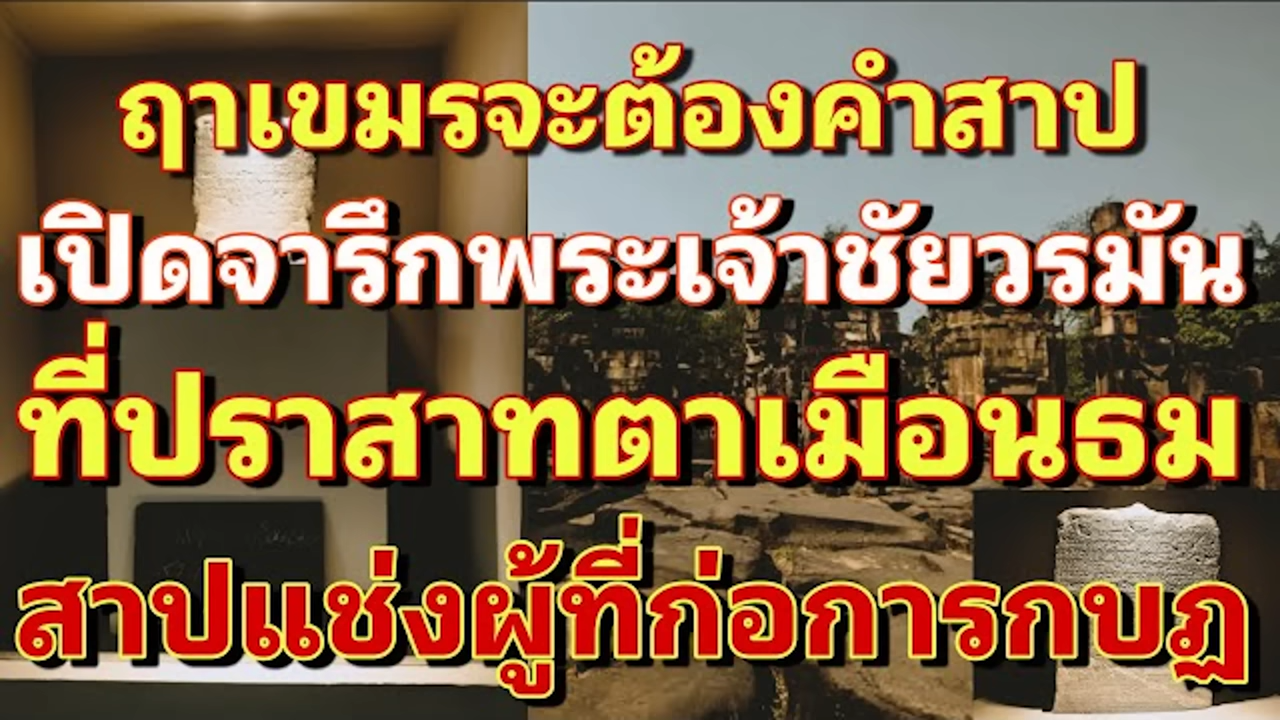 ฤาเขมรจะต้องคำสาป
เปิดจารึกพระเจ้าชัยวรมัน
ที่ปราสาทตาเมือนธม
สาปแช่งผู้ที่ก่อการกบฏ